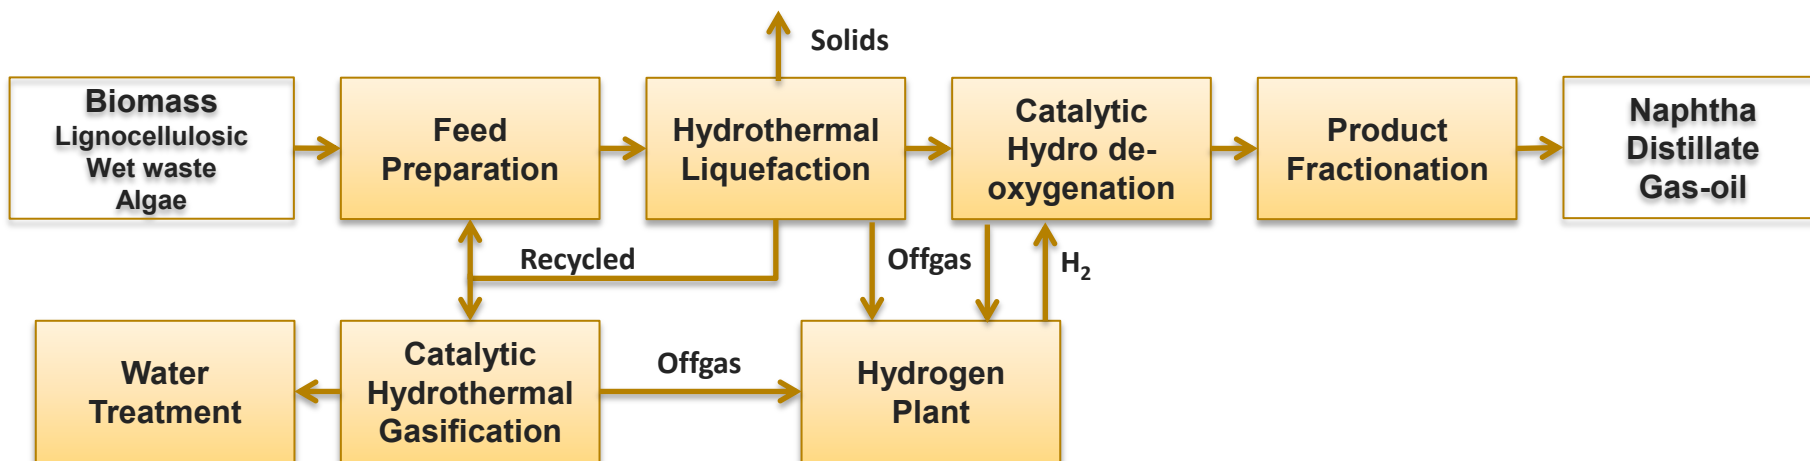 Solids
Biomass
Lignocellulosic
Wet waste
Algae
Feed
Preparation
Hydrothermal
Liquefaction
Catalytic
Hydro de-
oxygenation
Product
Fractionation
Naphtha
Distillate
Gas-oil
Recycled
Offgas
H₂
Water
Treatment
Catalytic
Hydrothermal
Gasification
Offgas
Hydrogen
Plant